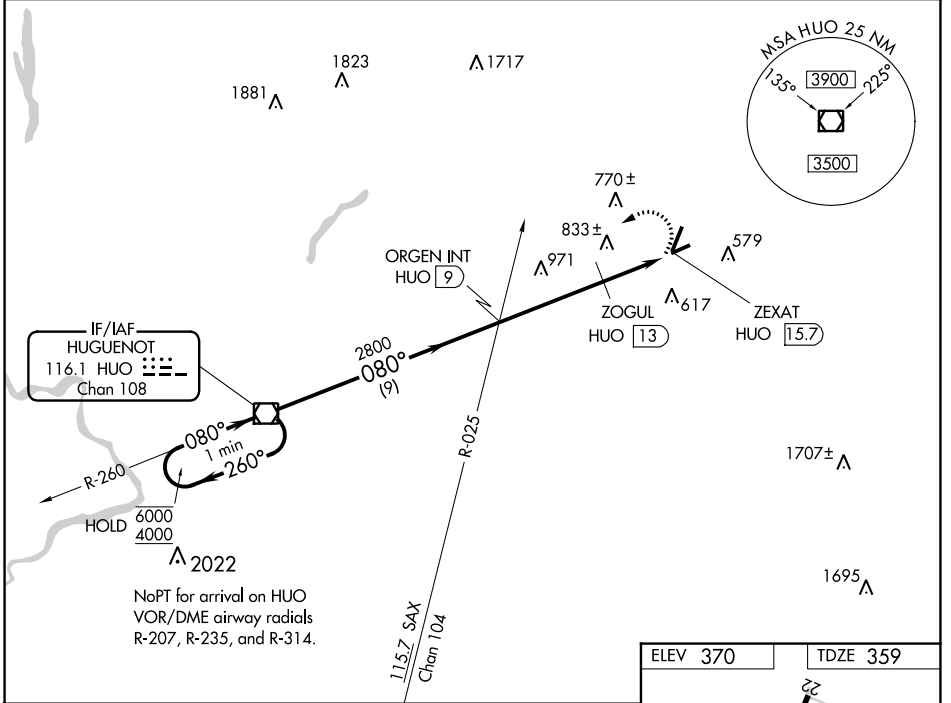 MSA HUO 25 NM
135°
3900
225°
3500
1823
1717
1881
770 ±
833 ±
971
579
617
ORGEN INT
HUO 9
ZOGUL
HUO 13
ZEXAT
HUO 15.7
IF/IAF
HUGUENOT
116.1 HUO
Chan 108
2800
080°
(9)
080°
1 min
260°
R-260
R-025
1707 ±
HOLD 6000
4000
2022
1695
NoPT for arrival on HUO
VOR/DME airway radials
R-207, R-235, and R-314.
115.7 SAX
Chan 104
ELEV 370
TDZE 359
22